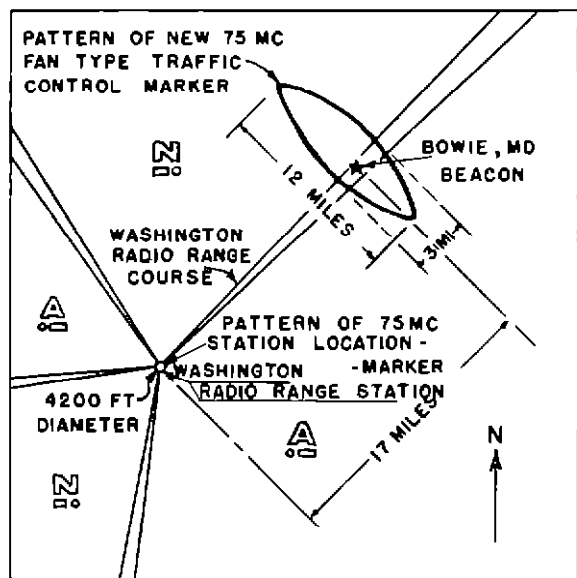 PATTERN OF NEW 75 MC
FAN TYPE TRAFFIC
CONTROL MARKER
N
BOWIE, MD
BEACON
12 MILES
3 MI.
WASHINGTON
RADIO RANGE
COURSE
A
PATTERN OF 75MC
STATION LOCATION-
WASHINGTON -MARKER
RADIO RANGE STATION
4200 FT
DIAMETER
17 MILES
A
N
N